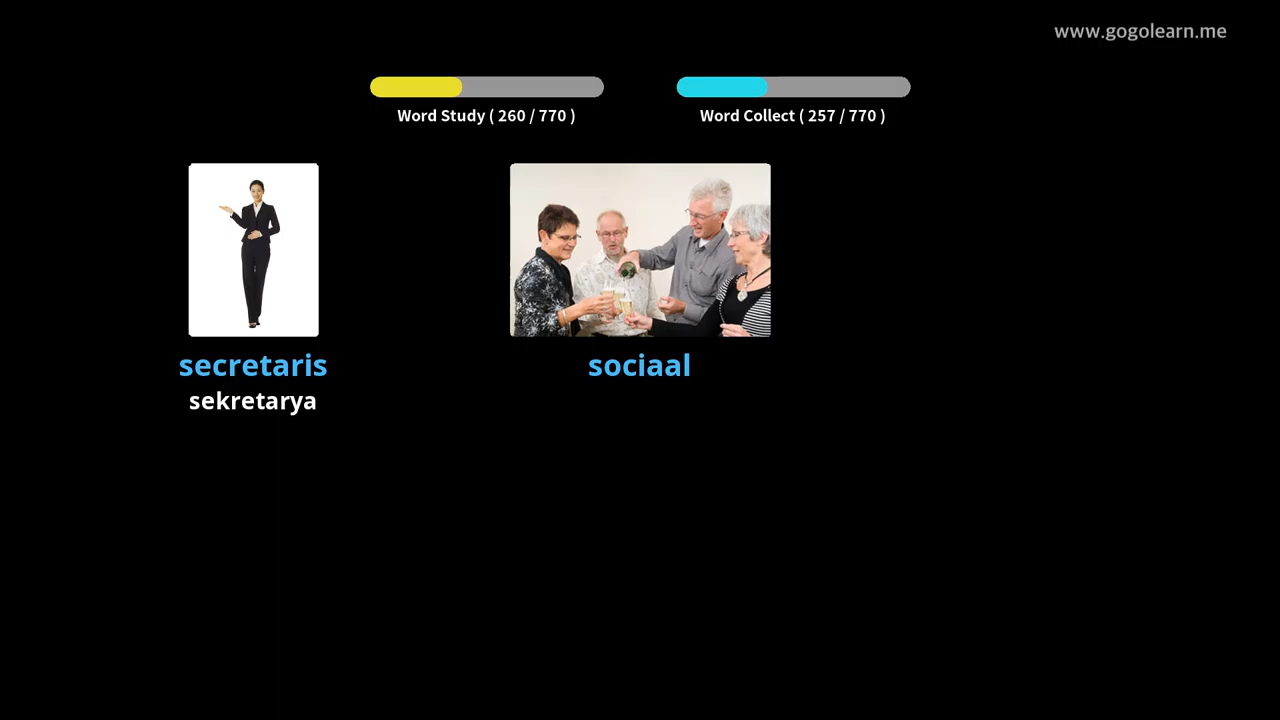 www.gogolearn.me
Word Study ( 260 / 770 )
Word Collect ( 257 / 770 )
secretaris
sekretarya
sociaal